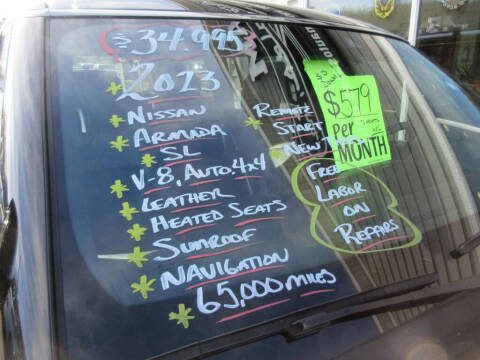 $34,995
2013
NISSAN
ARMADA
SL
V-8, AUTO. 4x4
LEATHER
HEATED SEATS
SUNROOF
NAVIGATION
65,000 MILES
REMOTE
START
NEW
FREE
LABOR
ON
REPAIRS
$579
PER
MONTH